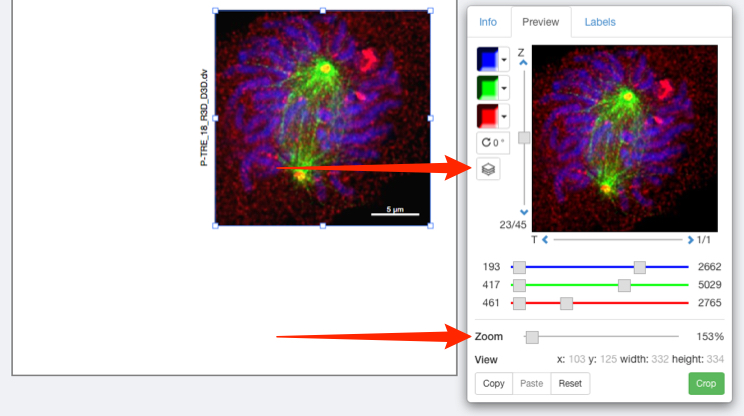 P-TRE_18_R3D_D3D.dv
5 µm
Info Preview Labels
Z
0 °
23/45
T 1/1
193 2662
417 5029
461 2765
Zoom 153%
View x: 103 y: 125 width: 332 height: 334
Copy Paste Reset Crop